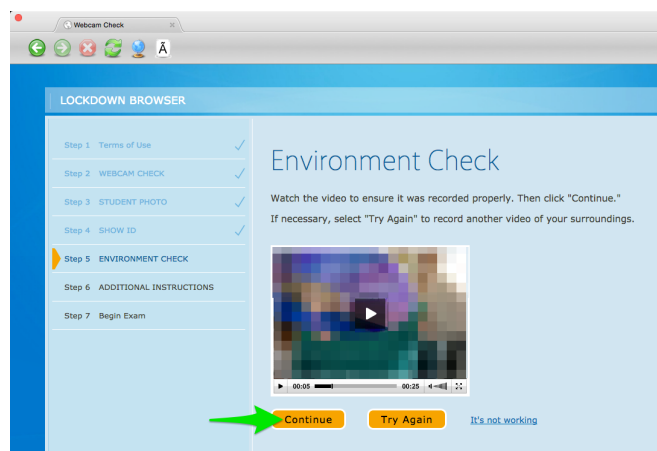 Webcam Check
Ã
LOCKDOWN BROWSER
Step 1 Terms of Use
Step 2 WEBCAM CHECK
Step 3 STUDENT PHOTO
Step 4 SHOW ID
Step 5 ENVIRONMENT CHECK
Step 6 ADDITIONAL INSTRUCTIONS
Step 7 Begin Exam
Environment Check
Watch the video to ensure it was recorded properly. Then click "Continue."
If necessary, select "Try Again" to record another video of your surroundings.
00:05 00:25
Continue Try Again It's not working